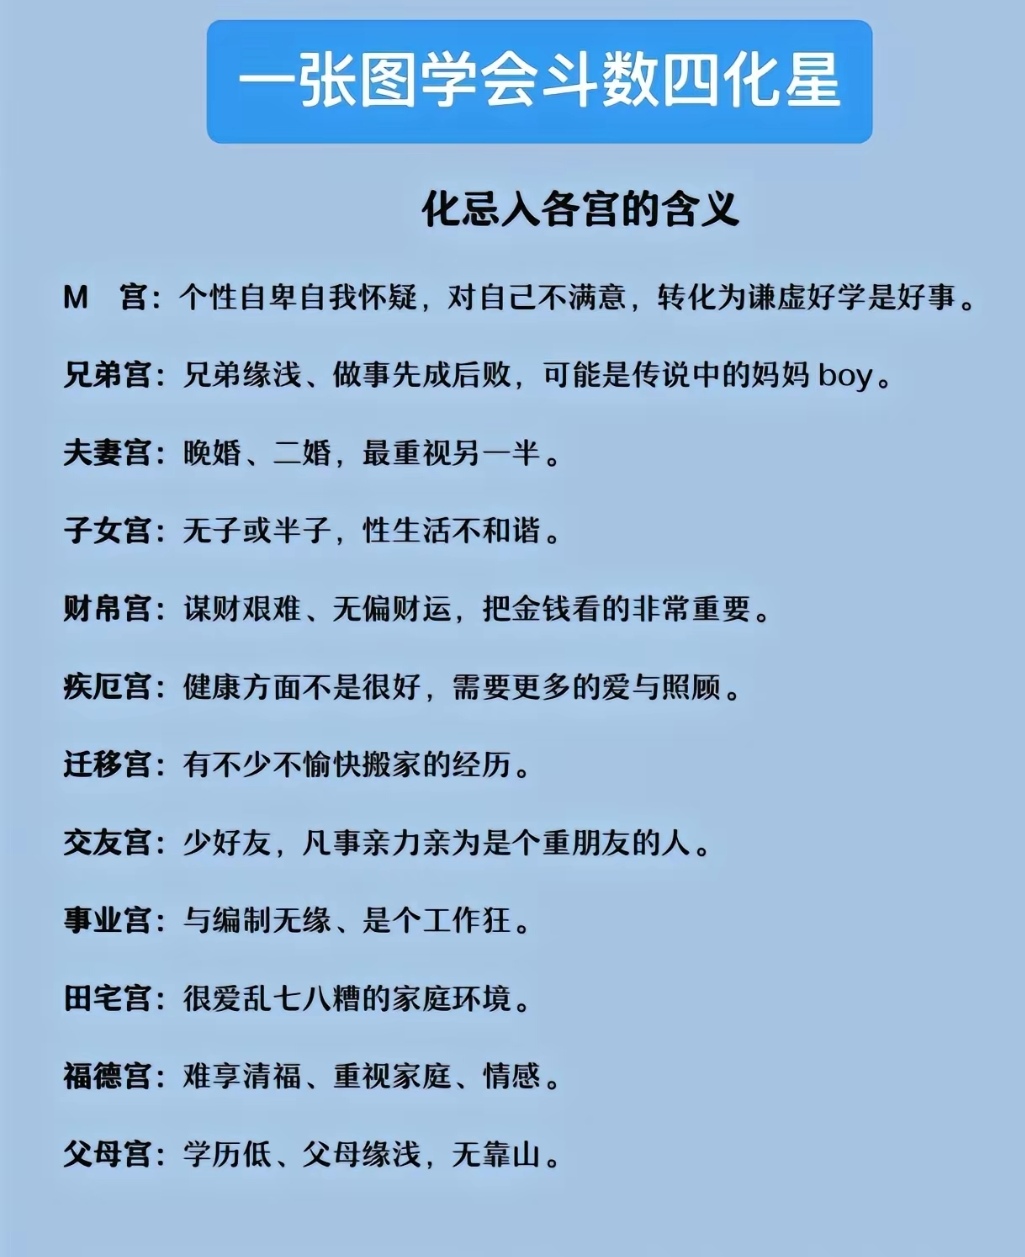 一张图学会斗数四化星
化忌入各宫的含义
M 宫：个性自卑自我怀疑，对自己不满意，转化为谦虚好学是好事。
兄弟宫：兄弟缘浅、做事先成后败，可能是传说中的妈妈 boy。
夫妻宫：晚婚、二婚，最重视另一半。
子女宫：无子或半子，性生活不和谐。
财帛宫：谋财艰难、无偏财运，把金钱看的非常重要。
疾厄宫：健康方面不是很好，需要更多的爱与照顾。
迁移宫：有不少不愉快搬家的经历。
交友宫：少好友，凡事亲力亲为是个重朋友的人。
事业宫：与编制无缘、是个工作狂。
田宅宫：很爱乱七八糟的家庭环境。
福德宫：难享清福、重视家庭、情感。
父母宫：学历低、父母缘浅，无靠山。